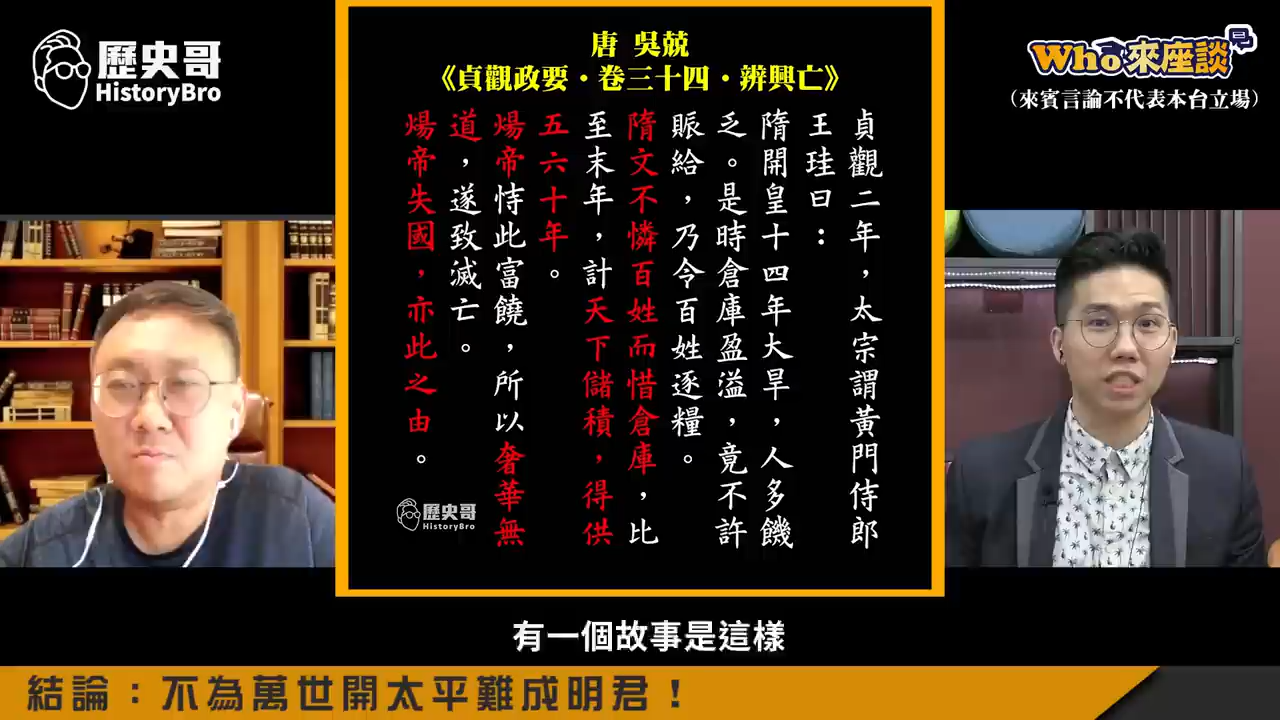 歷史哥
HistoryBro
唐 吳兢
《貞觀政要·卷三十四·辨興亡》
Who來座談
(來賓言論不代表本台立場)
貞觀二年，太宗謂黃門侍郎
王珪曰：
隋開皇十四年大旱，人多饑
乏。是時倉庫盈溢，竟不許
賑給，乃令百姓逐糧。
隋文不憐百姓而惜倉庫，比
至末年，計天下儲積，得供
五六十年。
煬帝恃此富饒，所以奢華無
道，遂致滅亡。
煬帝失國，亦此之由。
歷史哥
HistoryBro
有一個故事是這樣
結論：不為萬世開太平難成明君！